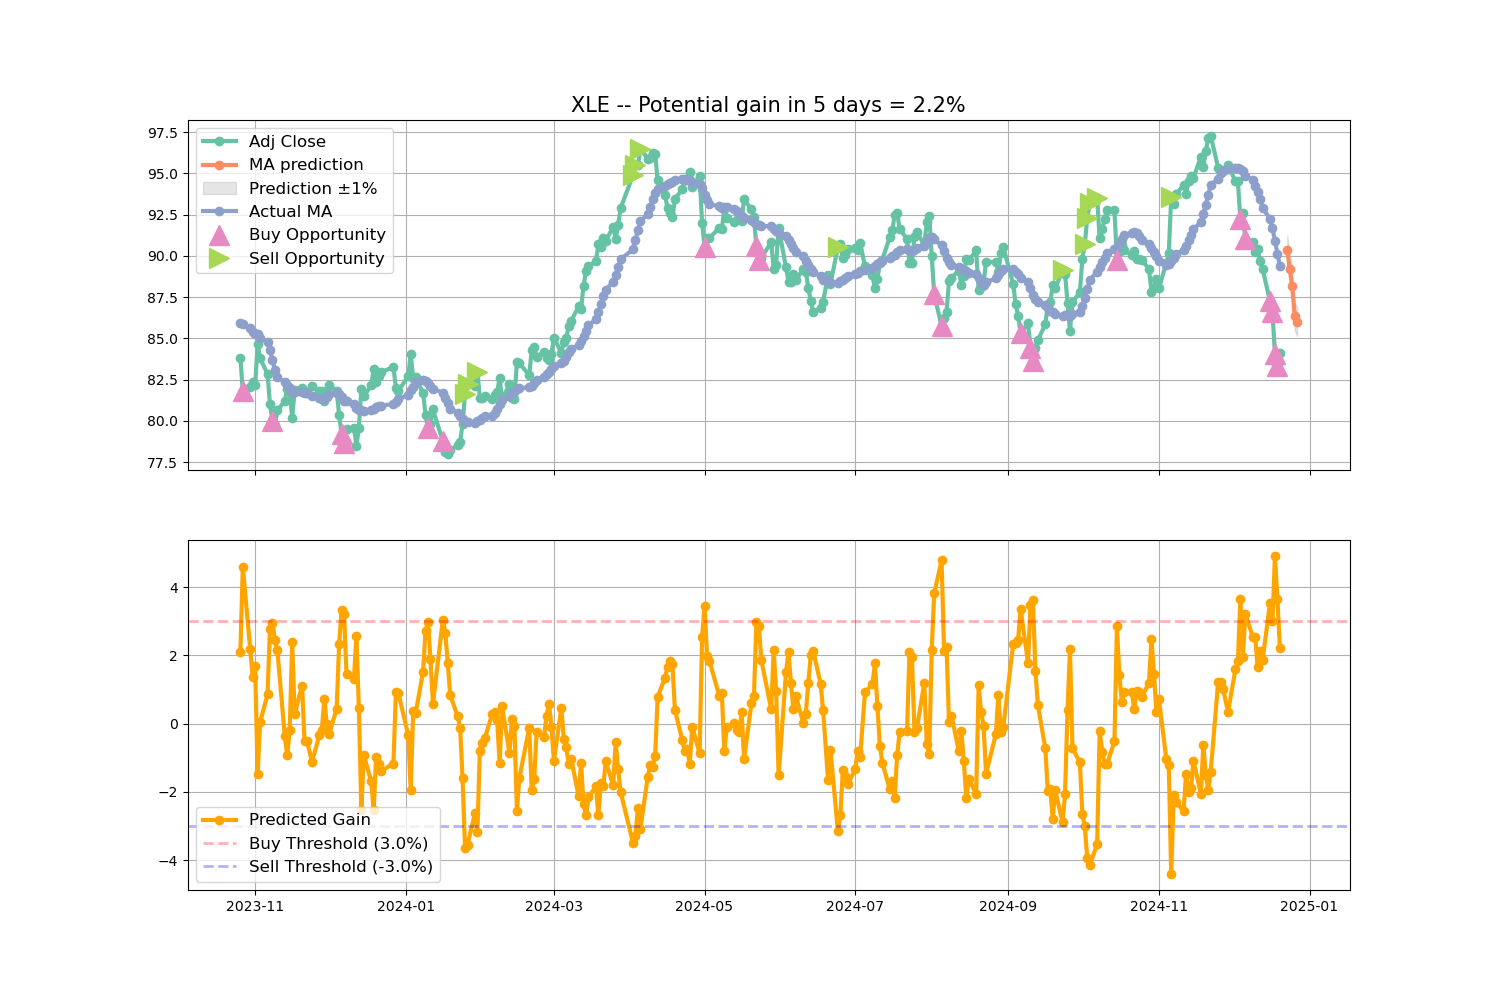 XLE -- Potential gain in 5 days = 2.2%
97.5
95.0
92.5
90.0
87.5
85.0
82.5
80.0
77.5
Adj Close
MA prediction
Prediction ±1%
Actual MA
Buy Opportunity
Sell Opportunity
4
2
0
−2
−4
Predicted Gain
Buy Threshold (3.0%)
Sell Threshold (-3.0%)
2023-11
2024-01
2024-03
2024-05
2024-07
2024-09
2024-11
2025-01